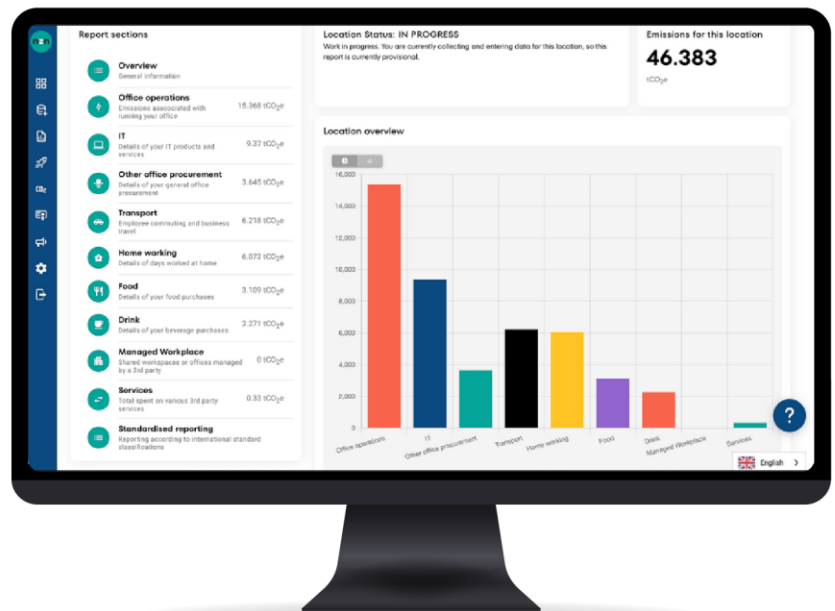 Report sections
Overview
General information
Office operations
Emissions asscociated with
running your office
15.368 tCO₂e
IT
Details of your IT products and
services
9.37 tCO₂e
Other office procurement
Details of your general office
procurement
3.645 tCO₂e
Transport
Employee commuting and business
travel
6.218 tCO₂e
Home working
Details of days worked at home
6.072 tCO₂e
Food
Details of your food purchases
3.109 tCO₂e
Drink
Details of your beverage purchases
2.271 tCO₂e
Managed Workplace
Shared workspaces or offices managed
by a 3rd party
0 tCO₂e
Services
Total spent on various 3rd party
services
0.33 tCO₂e
Standardised reporting
Reporting according to international standard
classifications
Location Status: IN PROGRESS
Work in progress. You are currently collecting and entering data for this location, so this
report is currently provisional.
Emissions for this location
46.383
tCO₂e
Location overview
16,000
14,000
12,000
10,000
8,000
6,000
4,000
2,000
0
Office operations
IT
Other office procurement
Transport
Home working
Food
Drink
Managed Workplace
Services
?
English